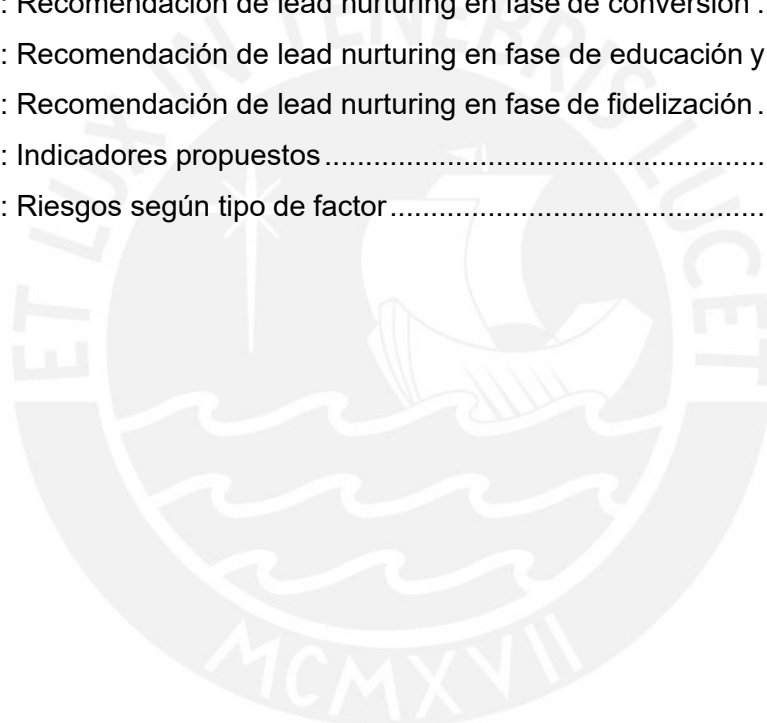 : Recomendación de lead nurturing en fase de conversión .
: Recomendación de lead nurturing en fase de educación y
: Recomendación de lead nurturing en fase de fidelización .
: Indicadores propuestos ..............................................
: Riesgos según tipo de factor .......................................
ET LUX IN TENEBRIS LUCET
MCMXVII